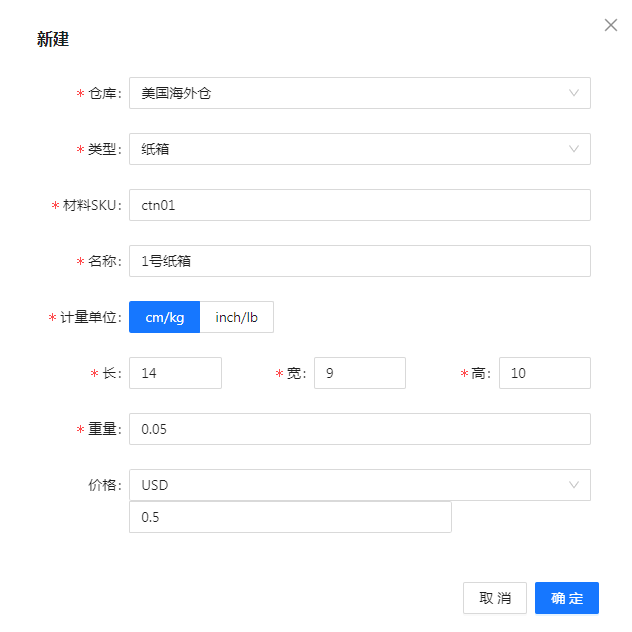 新建
* 仓库: 美国海外仓
* 类型: 纸箱
* 材料SKU: ctn01
* 名称: 1号纸箱
* 计量单位: cm/kg inch/lb
* 长: 14 * 宽: 9 * 高: 10
* 重量: 0.05
价格: USD
0.5
取 消 确 定